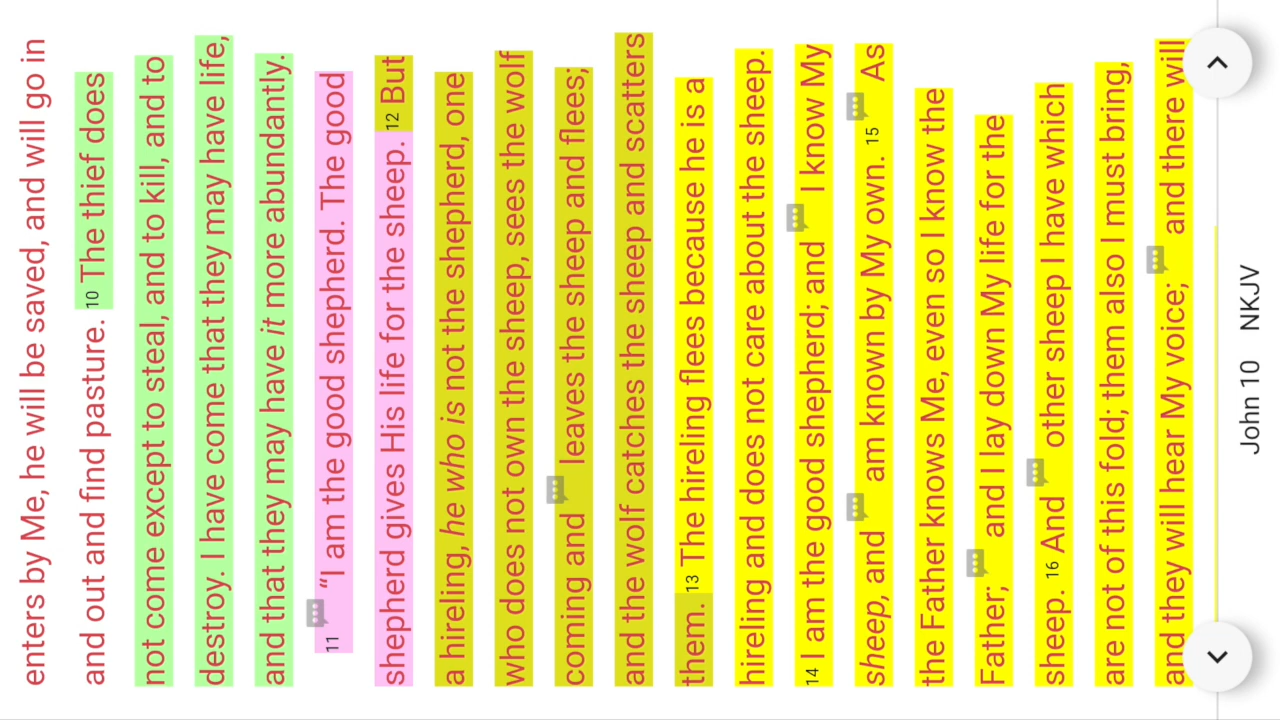 enters by Me, he will be saved, and will go in
and out and find pasture. 10 The thief does
not come except to steal, and to kill, and to
destroy. I have come that they may have life,
and that they may have it more abundantly.
11 “I am the good shepherd. The good
shepherd gives His life for the sheep. 12 But
a hireling, he who is not the shepherd, one
who does not own the sheep, sees the wolf
coming and leaves the sheep and flees;
and the wolf catches the sheep and scatters
them. 13 The hireling flees because he is a
hireling and does not care about the sheep.
14 I am the good shepherd; and I know My
sheep, and am known by My own. 15 As
the Father knows Me, even so I know the
Father; and I lay down My life for the
sheep. 16 And other sheep I have which
are not of this fold; them also I must bring,
and they will hear My voice; and there will
John 10 NKJV